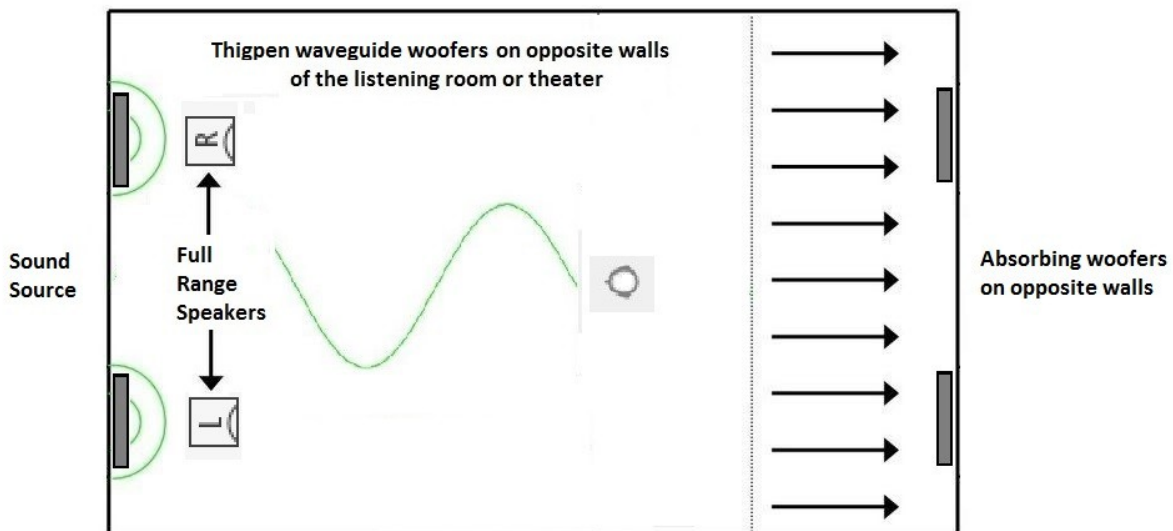 Thigpen waveguide woofers on opposite walls
of the listening room or theater
R
Sound
Source
Full
Range
Speakers
Absorbing woofers
on opposite walls
L